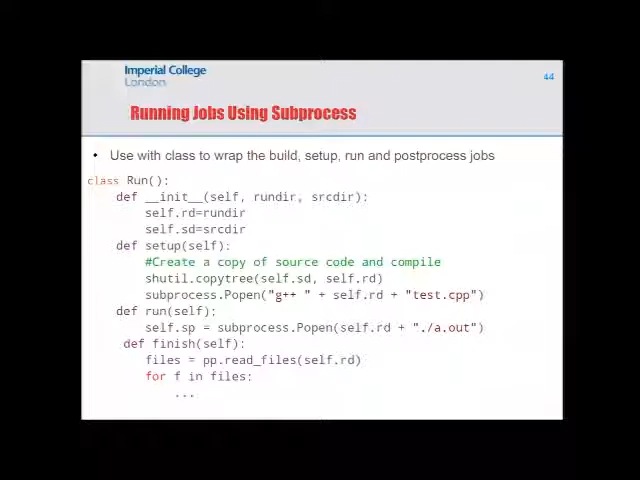 Imperial College
London
44
Running Jobs Using Subprocess
• Use with class to wrap the build, setup, run and postprocess jobs
class Run():
    def __init__(self, rundir, srcdir):
        self.rd=rundir
        self.sd=srcdir
    def setup(self):
        #Create a copy of source code and compile
        shutil.copytree(self.sd, self.rd)
        subprocess.Popen("g++ " + self.rd + "test.cpp")
    def run(self):
        self.sp = subprocess.Popen(self.rd + "./a.out")
     def finish(self):
        files = pp.read_files(self.rd)
        for f in files:
            ...